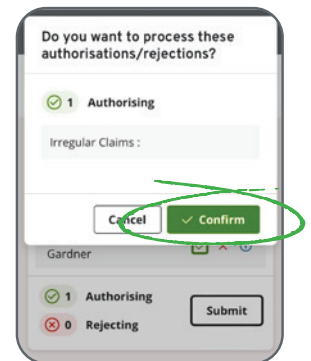 Do you want to process these
authorisations/rejections?
1 Authorising
Irregular Claims :
Cancel ✓ Confirm
Gardner
1 Authorising
0 Rejecting
Submit